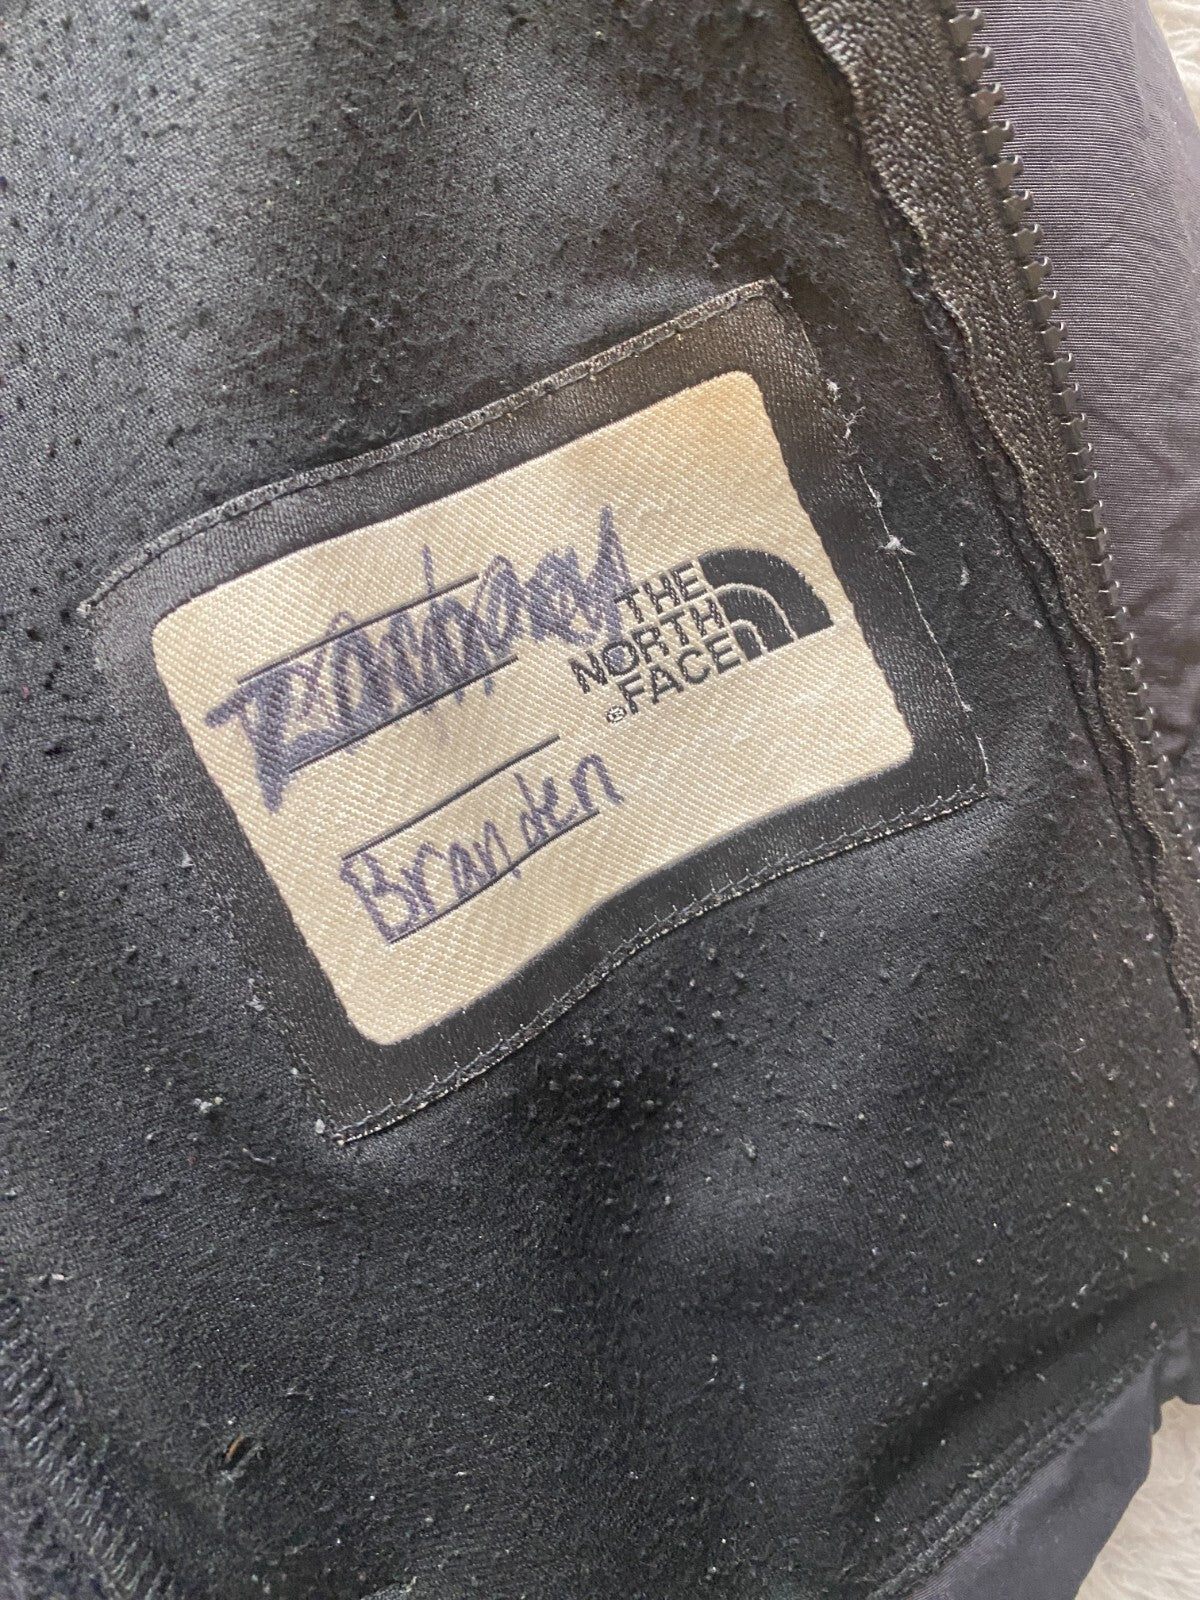 THE
NORTH
FACE
®
Branden